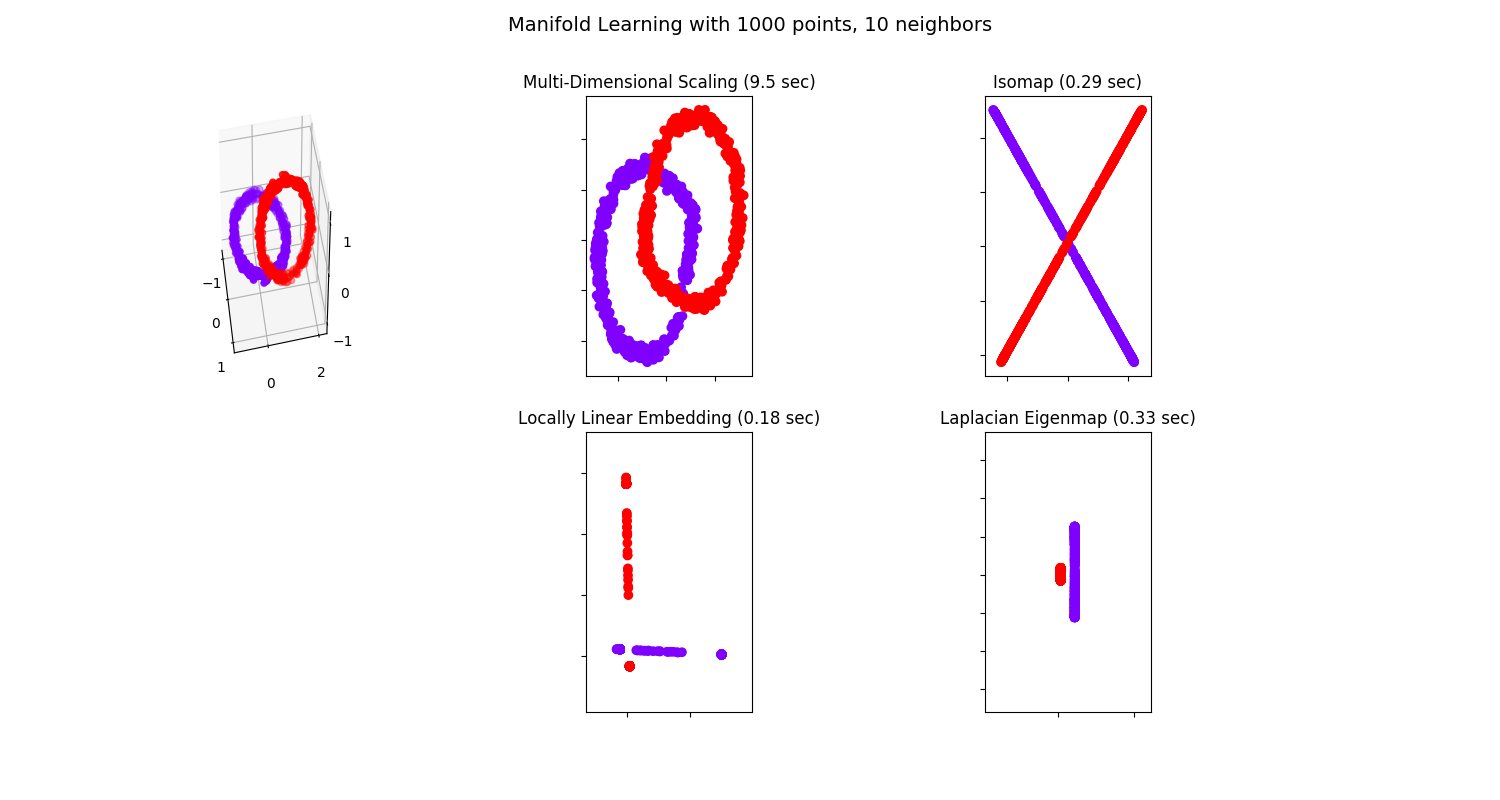 Manifold Learning with 1000 points, 10 neighbors
Multi-Dimensional Scaling (9.5 sec)
Isomap (0.29 sec)
−1
0
1
0
2
−1
0
1
Locally Linear Embedding (0.18 sec)
Laplacian Eigenmap (0.33 sec)